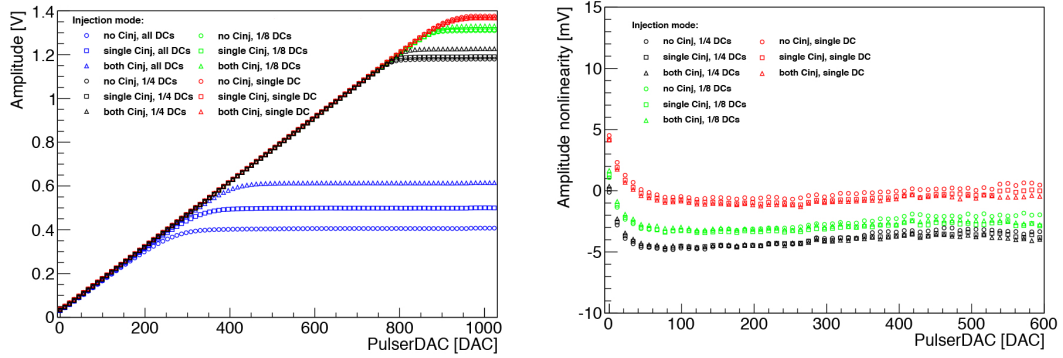 Amplitude [V]
1.4
1.2
1
0.8
0.6
0.4
0.2
0
Injection mode:
no Cinj, all DCs
no Cinj, 1/8 DCs
single Cinj, all DCs
single Cinj, 1/8 DCs
both Cinj, all DCs
both Cinj, 1/8 DCs
no Cinj, 1/4 DCs
no Cinj, single DC
single Cinj, 1/4 DCs
single Cinj, single DC
both Cinj, 1/4 DCs
both Cinj, single DC
0 200 400 600 800 1000
PulserDAC [DAC]
Amplitude nonlinearity [mV]
15
10
5
0
-5
-10
Injection mode:
no Cinj, 1/4 DCs
no Cinj, single DC
single Cinj, 1/4 DCs
single Cinj, single DC
both Cinj, 1/4 DCs
both Cinj, single DC
no Cinj, 1/8 DCs
single Cinj, 1/8 DCs
both Cinj, 1/8 DCs
0 100 200 300 400 500 600
PulserDAC [DAC]